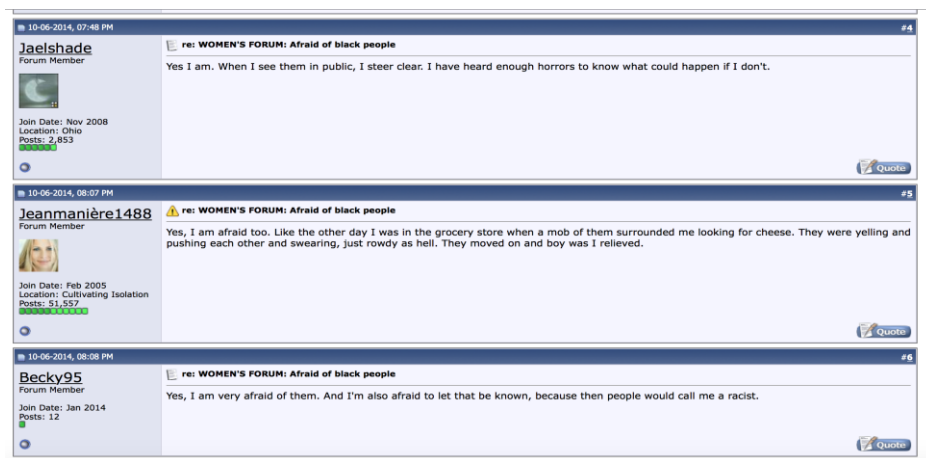 10-06-2014, 07:48 PM #4
Jaelshade
Forum Member
Join Date: Nov 2008
Location: Ohio
Posts: 2,853
re: WOMEN'S FORUM: Afraid of black people
Yes I am. When I see them in public, I steer clear. I have heard enough horrors to know what could happen if I don't.
Quote
10-06-2014, 08:07 PM #5
Jeanmanière1488
Forum Member
Join Date: Feb 2005
Location: Cultivating Isolation
Posts: 51,557
re: WOMEN'S FORUM: Afraid of black people
Yes, I am afraid too. Like the other day I was in the grocery store when a mob of them surrounded me looking for cheese. They were yelling and
pushing each other and swearing, just rowdy as hell. They moved on and boy was I relieved.
Quote
10-06-2014, 08:08 PM #6
Becky95
Forum Member
Join Date: Jan 2014
Posts: 12
re: WOMEN'S FORUM: Afraid of black people
Yes, I am very afraid of them. And I'm also afraid to let that be known, because then people would call me a racist.
Quote